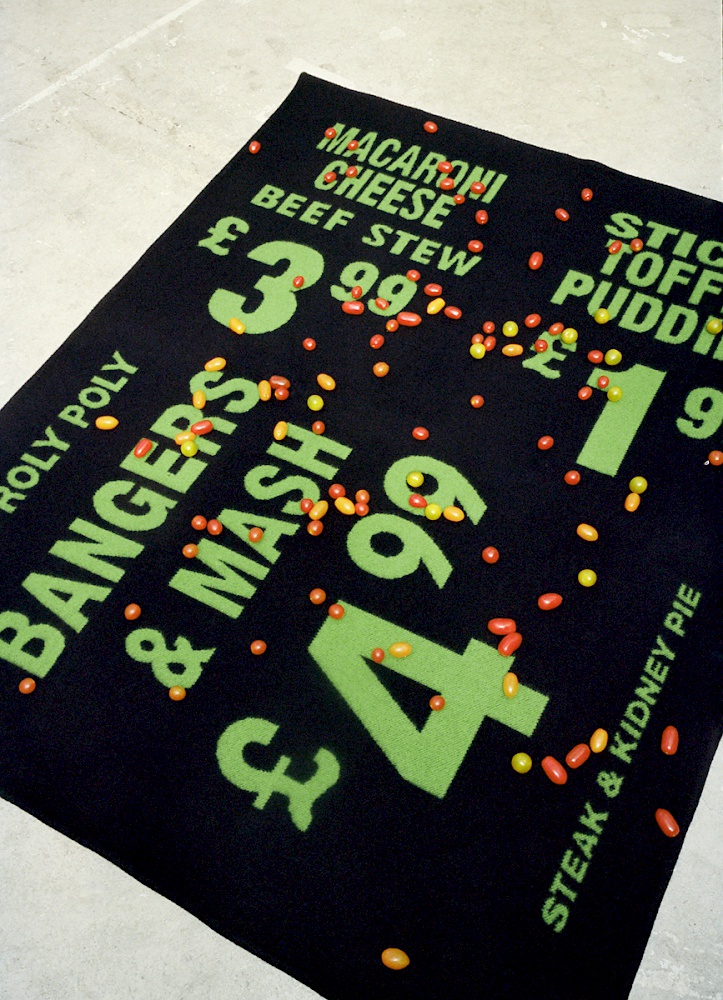 MACARONI
CHEESE
BEEF STEW
£3.99
STIC
TOFF
PUDDI
£1 9
ROLY POLY
BANGERS
& MASH
£4 99
STEAK & KIDNEY PIE